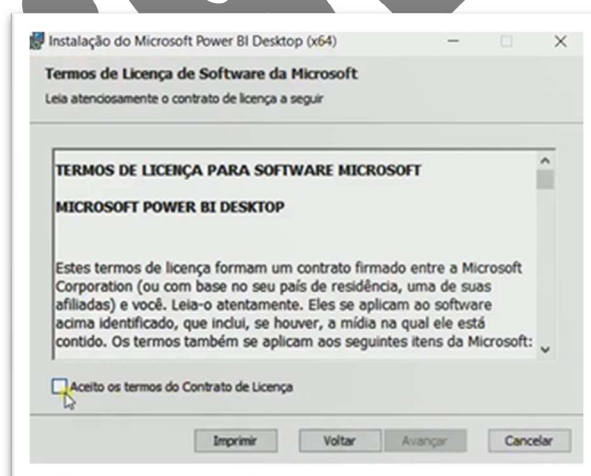 Instalação do Microsoft Power BI Desktop (x64)
Termos de Licença de Software da Microsoft
Leia atenciosamente o contrato de licença a seguir
TERMOS DE LICENÇA PARA SOFTWARE MICROSOFT
MICROSOFT POWER BI DESKTOP
Estes termos de licença formam um contrato firmado entre a Microsoft
Corporation (ou com base no seu país de residência, uma de suas
afiliadas) e você. Leia-o atentamente. Eles se aplicam ao software
acima identificado, que inclui, se houver, a mídia na qual ele está
contido. Os termos também se aplicam aos seguintes itens da Microsoft:
Aceito os termos do Contrato de Licença
Imprimir Voltar Avançar Cancelar